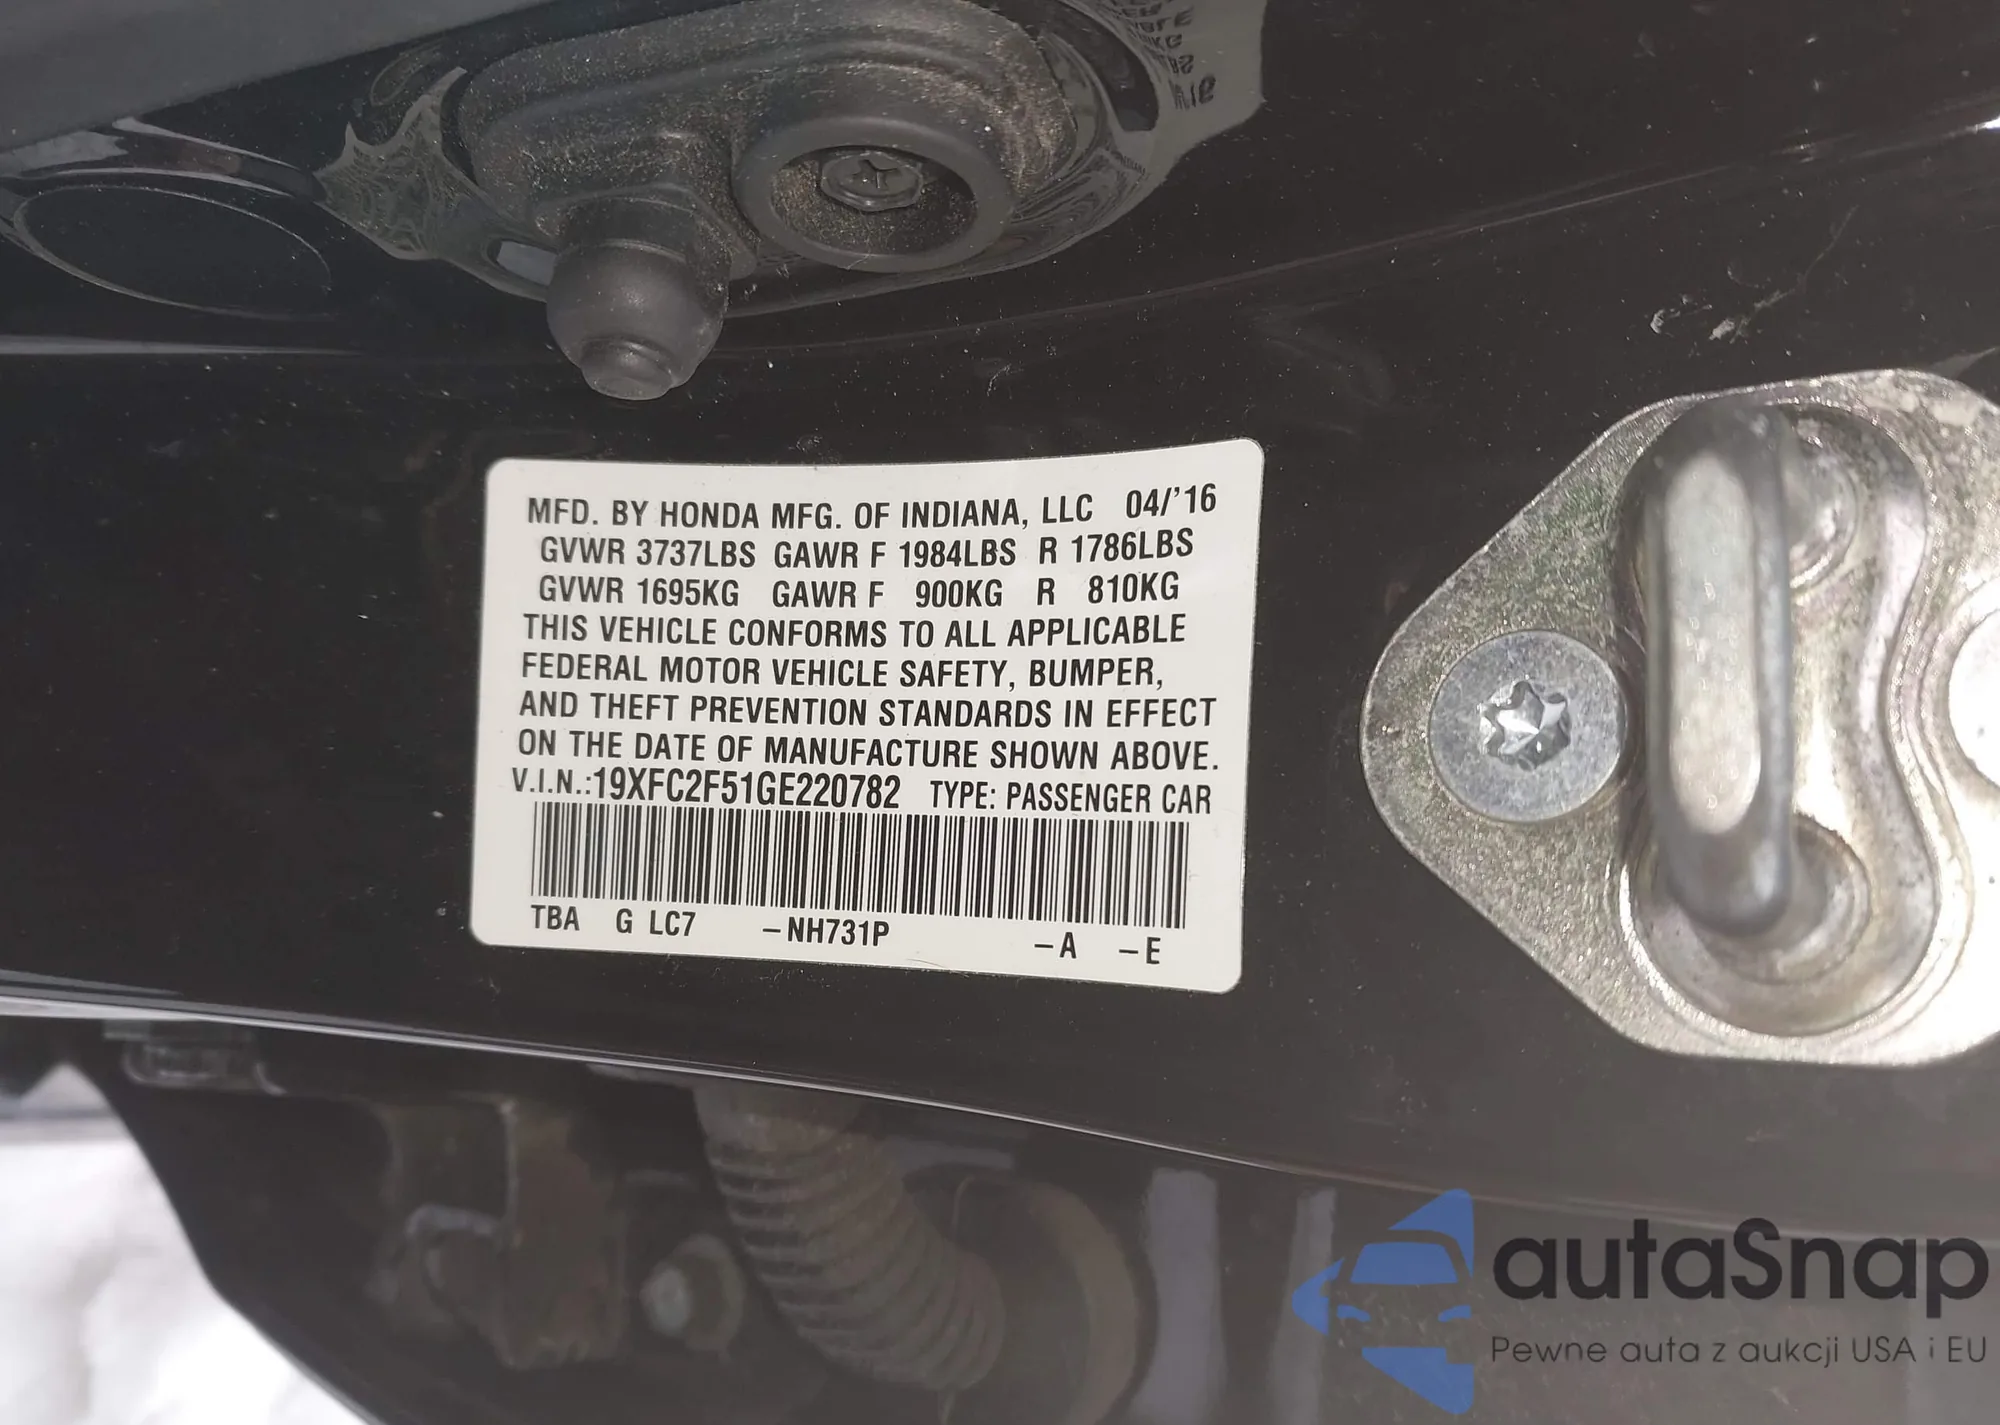 MFD. BY HONDA MFG. OF INDIANA, LLC 04/'16
GVWR 3737LBS GAWR F 1984LBS R 1786LBS
GVWR 1695KG GAWR F 900KG R 810KG
THIS VEHICLE CONFORMS TO ALL APPLICABLE
FEDERAL MOTOR VEHICLE SAFETY, BUMPER,
AND THEFT PREVENTION STANDARDS IN EFFECT
ON THE DATE OF MANUFACTURE SHOWN ABOVE.
V.I.N.:19XFC2F51GE220782 TYPE: PASSENGER CAR
TBA G LC7 -NH731P -A -E
autaSnap
Pewne auta z aukcji USA i EU